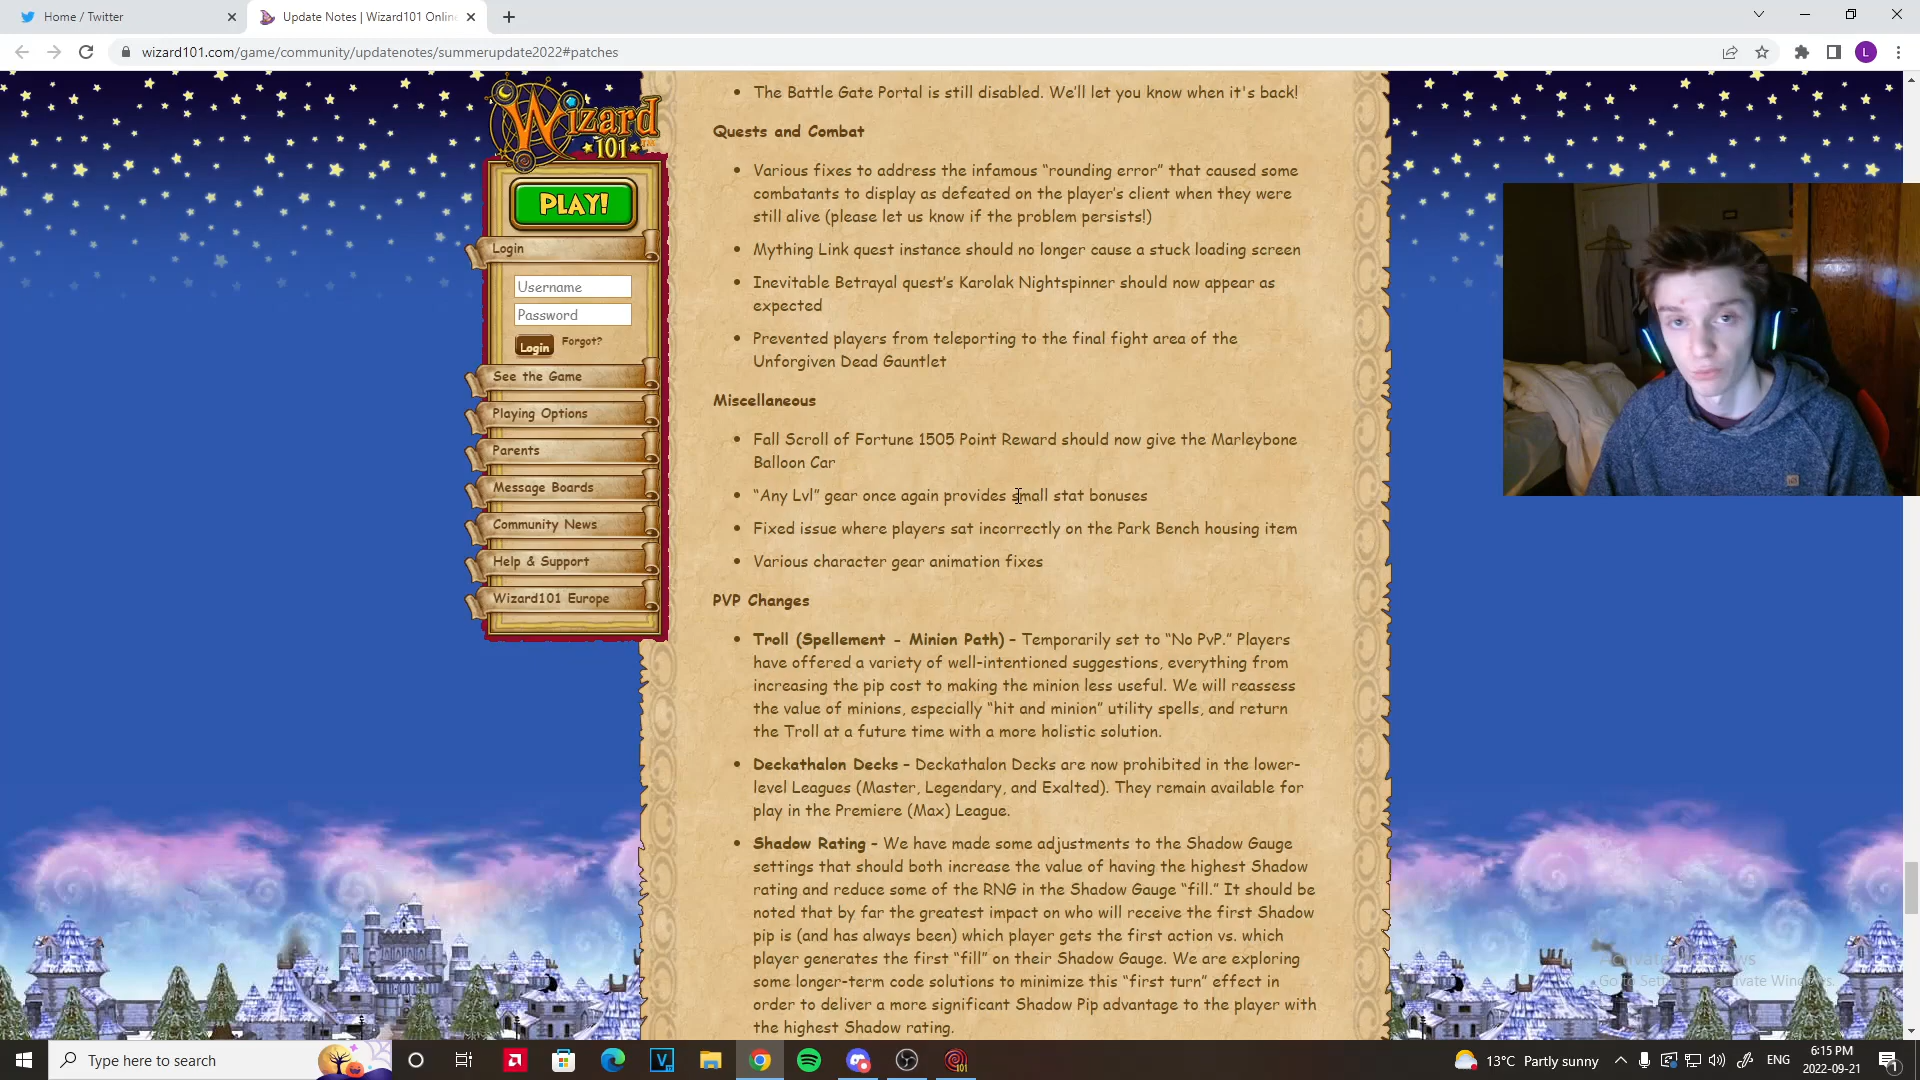 Home / Twitter
Update Notes | Wizard101 Online
wizard101.com/game/community/updatenotes/summerupdate2022#patches
L
Wizard
101
PLAY!
Login
Username
Password
Login
Forgot?
See the Game
Playing Options
Parents
Message Boards
Community News
Help & Support
Wizard101 Europe
• The Battle Gate Portal is still disabled. We'll let you know when it's back!
Quests and Combat
• Various fixes to address the infamous “rounding error” that caused some
combatants to display as defeated on the player's client when they were
still alive (please let us know if the problem persists!)
• Mything Link quest instance should no longer cause a stuck loading screen
• Inevitable Betrayal quest's Karolak Nightspinner should now appear as
expected
• Prevented players from teleporting to the final fight area of the
Unforgiven Dead Gauntlet
Miscellaneous
• Fall Scroll of Fortune 1505 Point Reward should now give the Marleybone
Balloon Car
• “Any Lvl” gear once again provides small stat bonuses
• Fixed issue where players sat incorrectly on the Park Bench housing item
• Various character gear animation fixes
PVP Changes
• Troll (Spellement - Minion Path) – Temporarily set to “No PvP.” Players
have offered a variety of well-intentioned suggestions, everything from
increasing the pip cost to making the minion less useful. We will reassess
the value of minions, especially “hit and minion” utility spells, and return
the Troll at a future time with a more holistic solution.
• Deckathalon Decks – Deckathalon Decks are now prohibited in the lower-
level Leagues (Master, Legendary, and Exalted). They remain available for
play in the Premiere (Max) League.
• Shadow Rating – We have made some adjustments to the Shadow Gauge
settings that should both increase the value of having the highest Shadow
rating and reduce some of the RNG in the Shadow Gauge “fill.” It should be
noted that by far the greatest impact on who will receive the first Shadow
pip is (and has always been) which player gets the first action vs. which
player generates the first “fill” on their Shadow Gauge. We are exploring
some longer-term code solutions to minimize this “first turn” effect in
order to deliver a more significant Shadow Pip advantage to the player with
the highest Shadow rating.
Type here to search
13°C Partly sunny
ENG
6:15 PM
2022-09-21
1